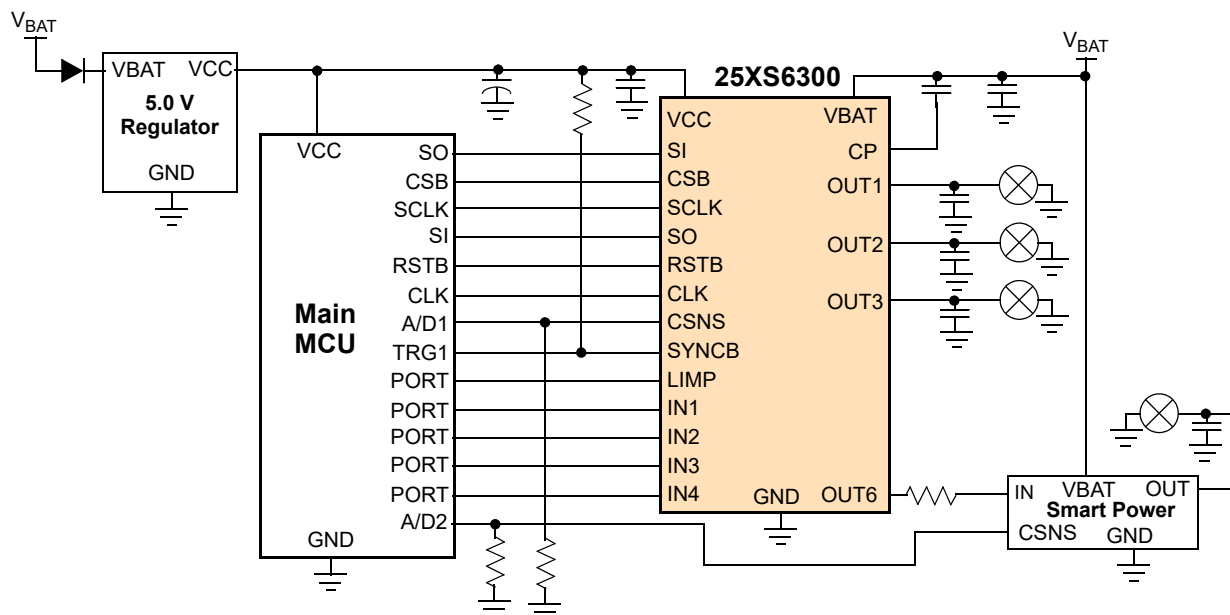 VBAT
VBAT VCC
5.0 V
Regulator
GND
VCC
SO
CSB
SCLK
SI
RSTB
CLK
A/D1
TRG1
PORT
PORT
PORT
PORT
PORT
A/D2
Main
MCU
GND
25XS6300
VCC
SI
CSB
SCLK
SO
RSTB
CLK
CSNS
SYNCB
LIMP
IN1
IN2
IN3
IN4
VBAT
CP
OUT1
OUT2
OUT3
OUT6
GND
VBAT
IN VBAT OUT
Smart Power
CSNS GND